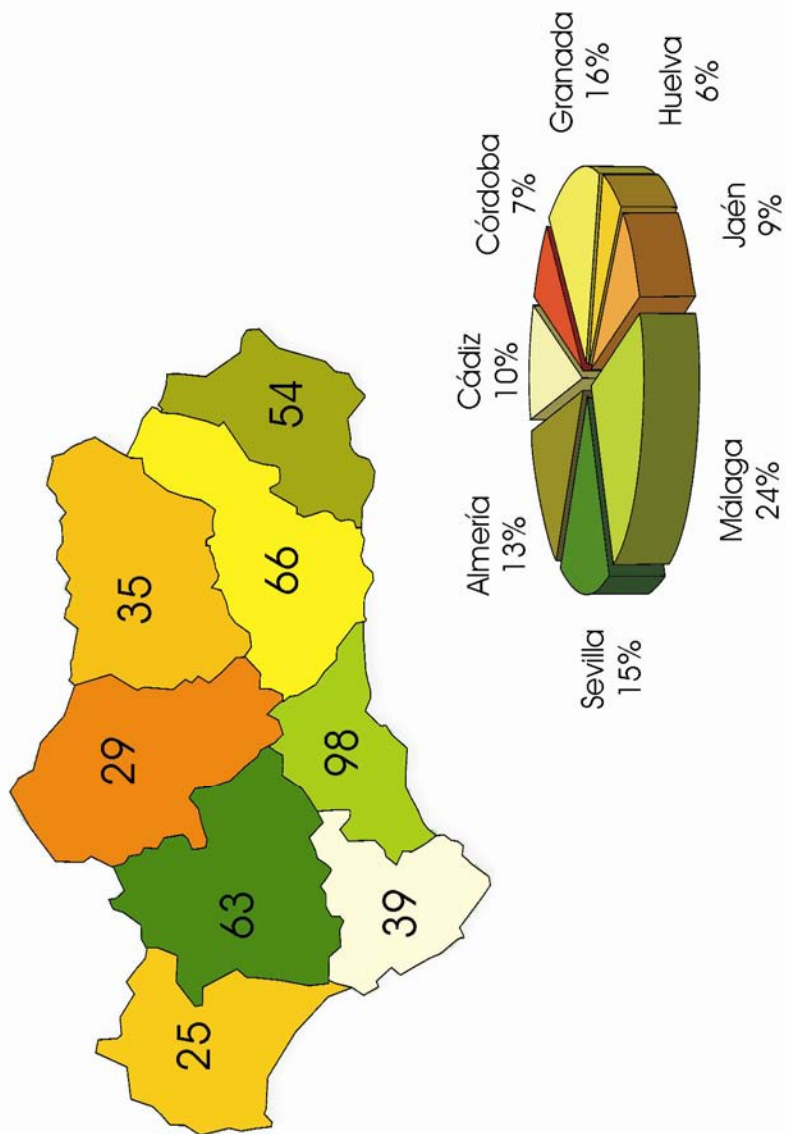 35
29
54
66
63
98
25
39
Almería
13%
Cádiz
10%
Córdoba
7%
Granada
16%
Sevilla
15%
Málaga
24%
Jaén
9%
Huelva
6%